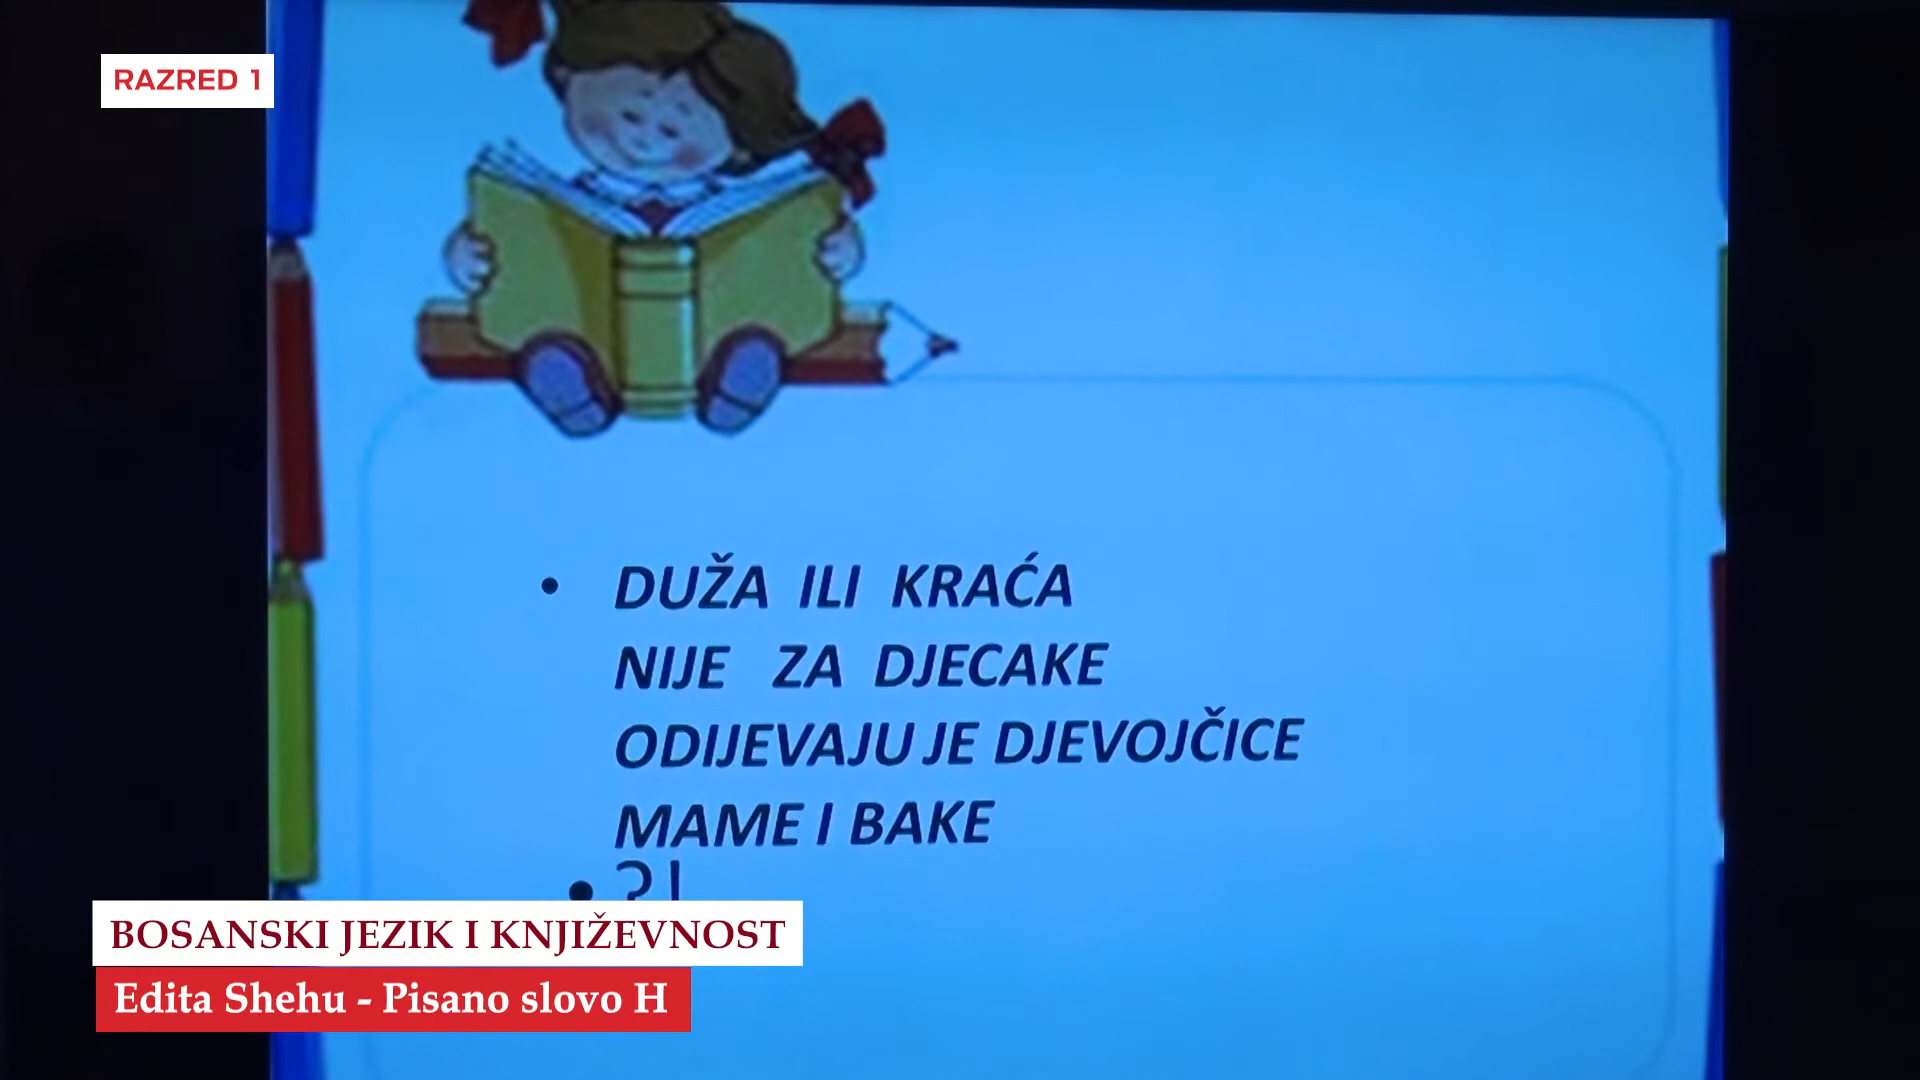 RAZRED 1
• DUŽA ILI KRAĆA
NIJE ZA DJECAKE
ODIJEVAJU JE DJEVOJČICE
MAME I BAKE
BOSANSKI JEZIK I KNJIŽEVNOST
Edita Shehu - Pisano slovo H